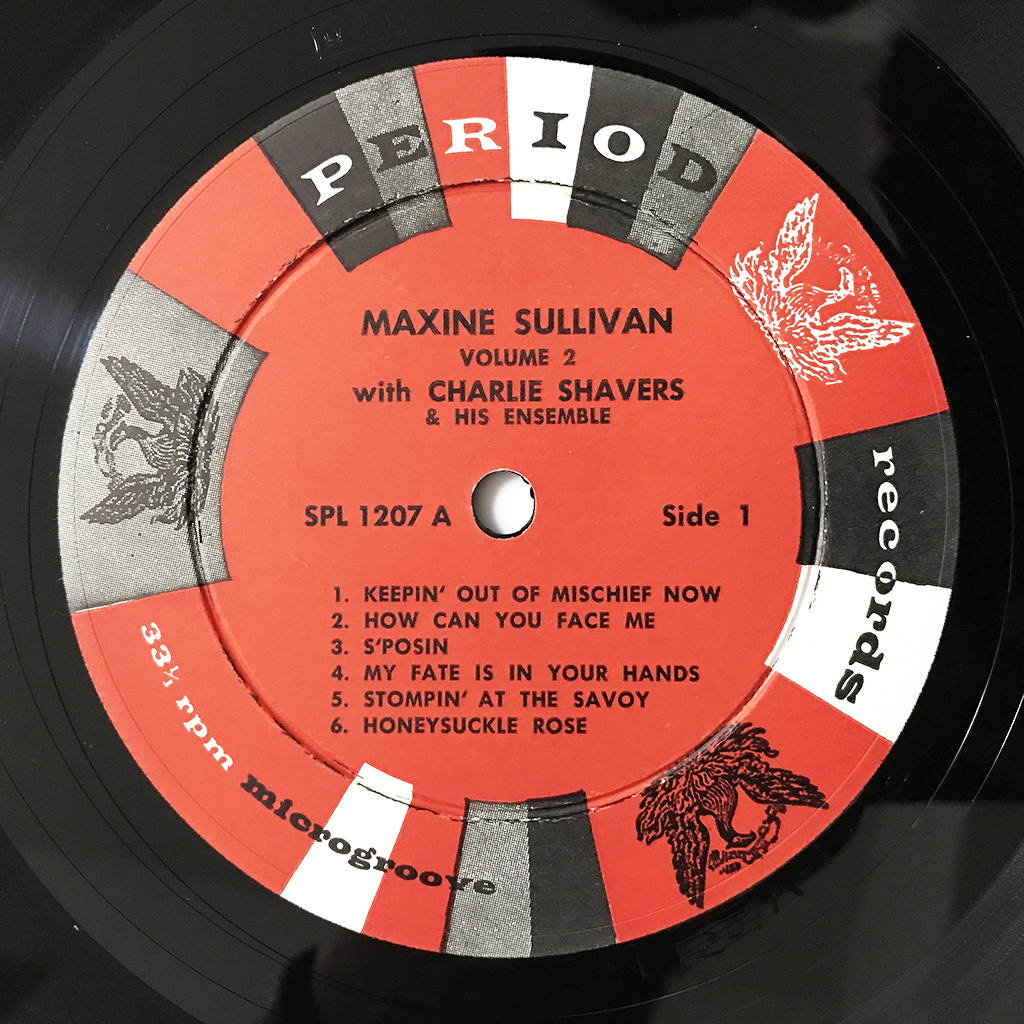 PERIOD
records
MAXINE SULLIVAN
VOLUME 2
with CHARLIE SHAVERS
& HIS ENSEMBLE
SPL 1207 A
Side 1
1. KEEPIN' OUT OF MISCHIEF NOW
2. HOW CAN YOU FACE ME
3. S'POSIN
4. MY FATE IS IN YOUR HANDS
5. STOMPIN' AT THE SAVOY
6. HONEYSUCKLE ROSE
33⅓ rpm microgroove